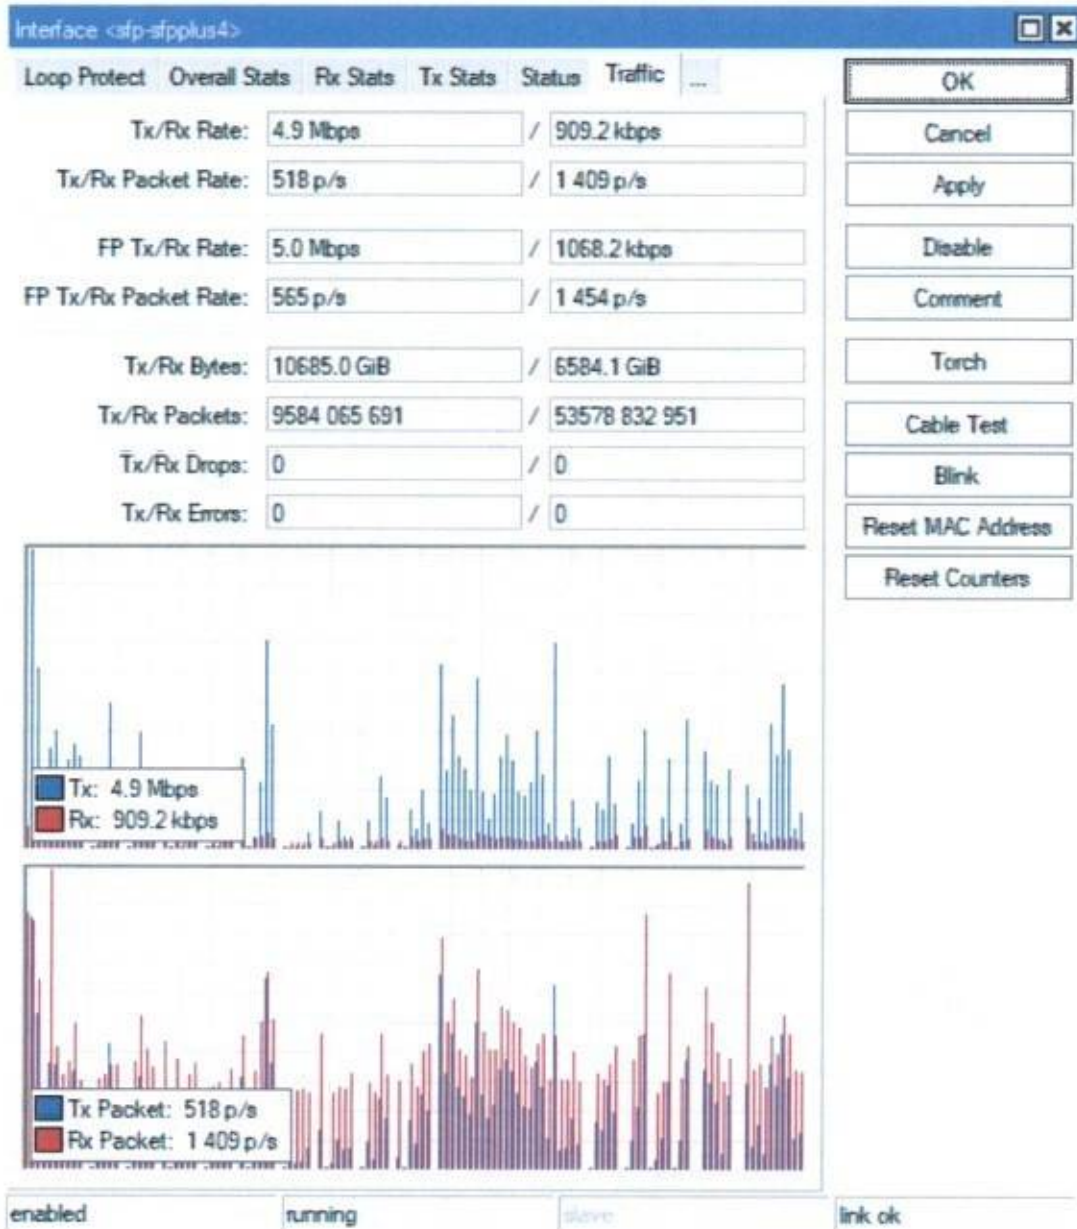 Interface <sfp-sfpplus4>
Loop Protect Overall Stats Rx Stats Tx Stats Status Traffic ...
OK
Tx/Rx Rate: 4.9 Mbps / 909.2 kbps
Cancel
Tx/Rx Packet Rate: 518 p/s / 1 409 p/s
Apply
FP Tx/Rx Rate: 5.0 Mbps / 1068.2 kbps
Disable
FP Tx/Rx Packet Rate: 565 p/s / 1 454 p/s
Comment
Tx/Rx Bytes: 10685.0 GiB / 6584.1 GiB
Torch
Tx/Rx Packets: 9584 065 691 / 53578 832 951
Cable Test
Tx/Rx Drops: 0 / 0
Blink
Tx/Rx Errors: 0 / 0
Reset MAC Address
Reset Counters
Tx: 4.9 Mbps
Rx: 909.2 kbps
Tx Packet: 518 p/s
Rx Packet: 1 409 p/s
enabled running slave link ok